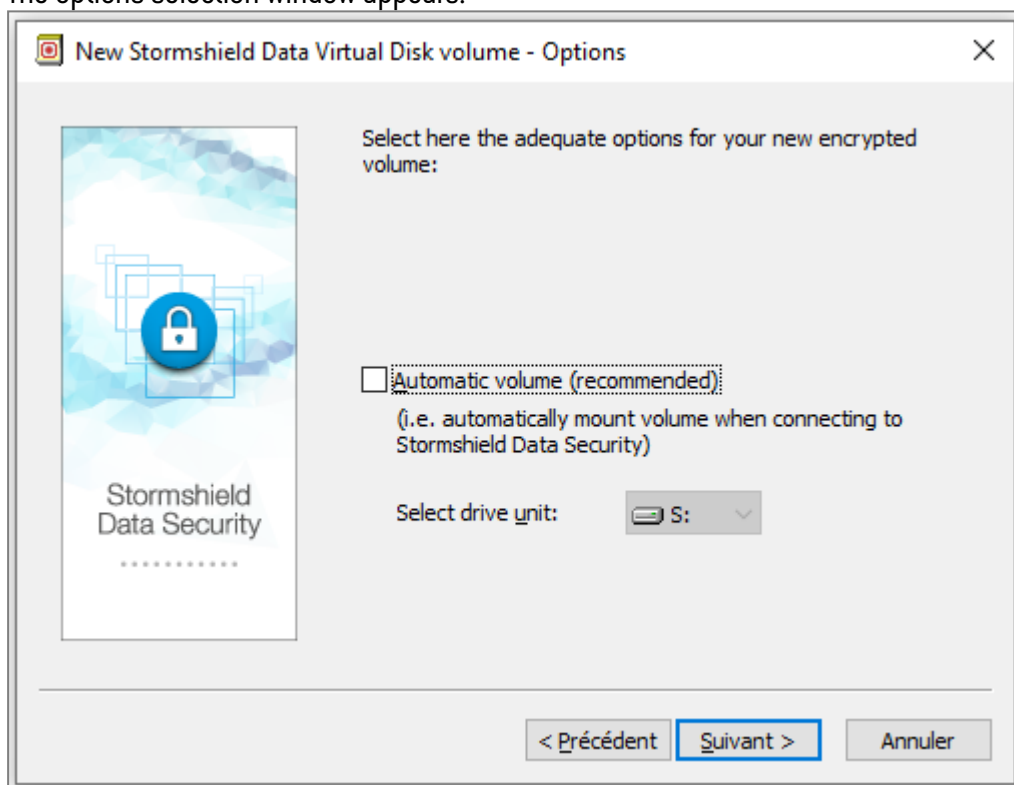 The options selection window appears.
New Stormshield Data Virtual Disk volume - Options
Select here the adequate options for your new encrypted
volume:
Automatic volume (recommended)
(i.e. automatically mount volume when connecting to
Stormshield Data Security)
Select drive unit:
S:
Stormshield
Data Security
< Précédent
Suivant >
Annuler